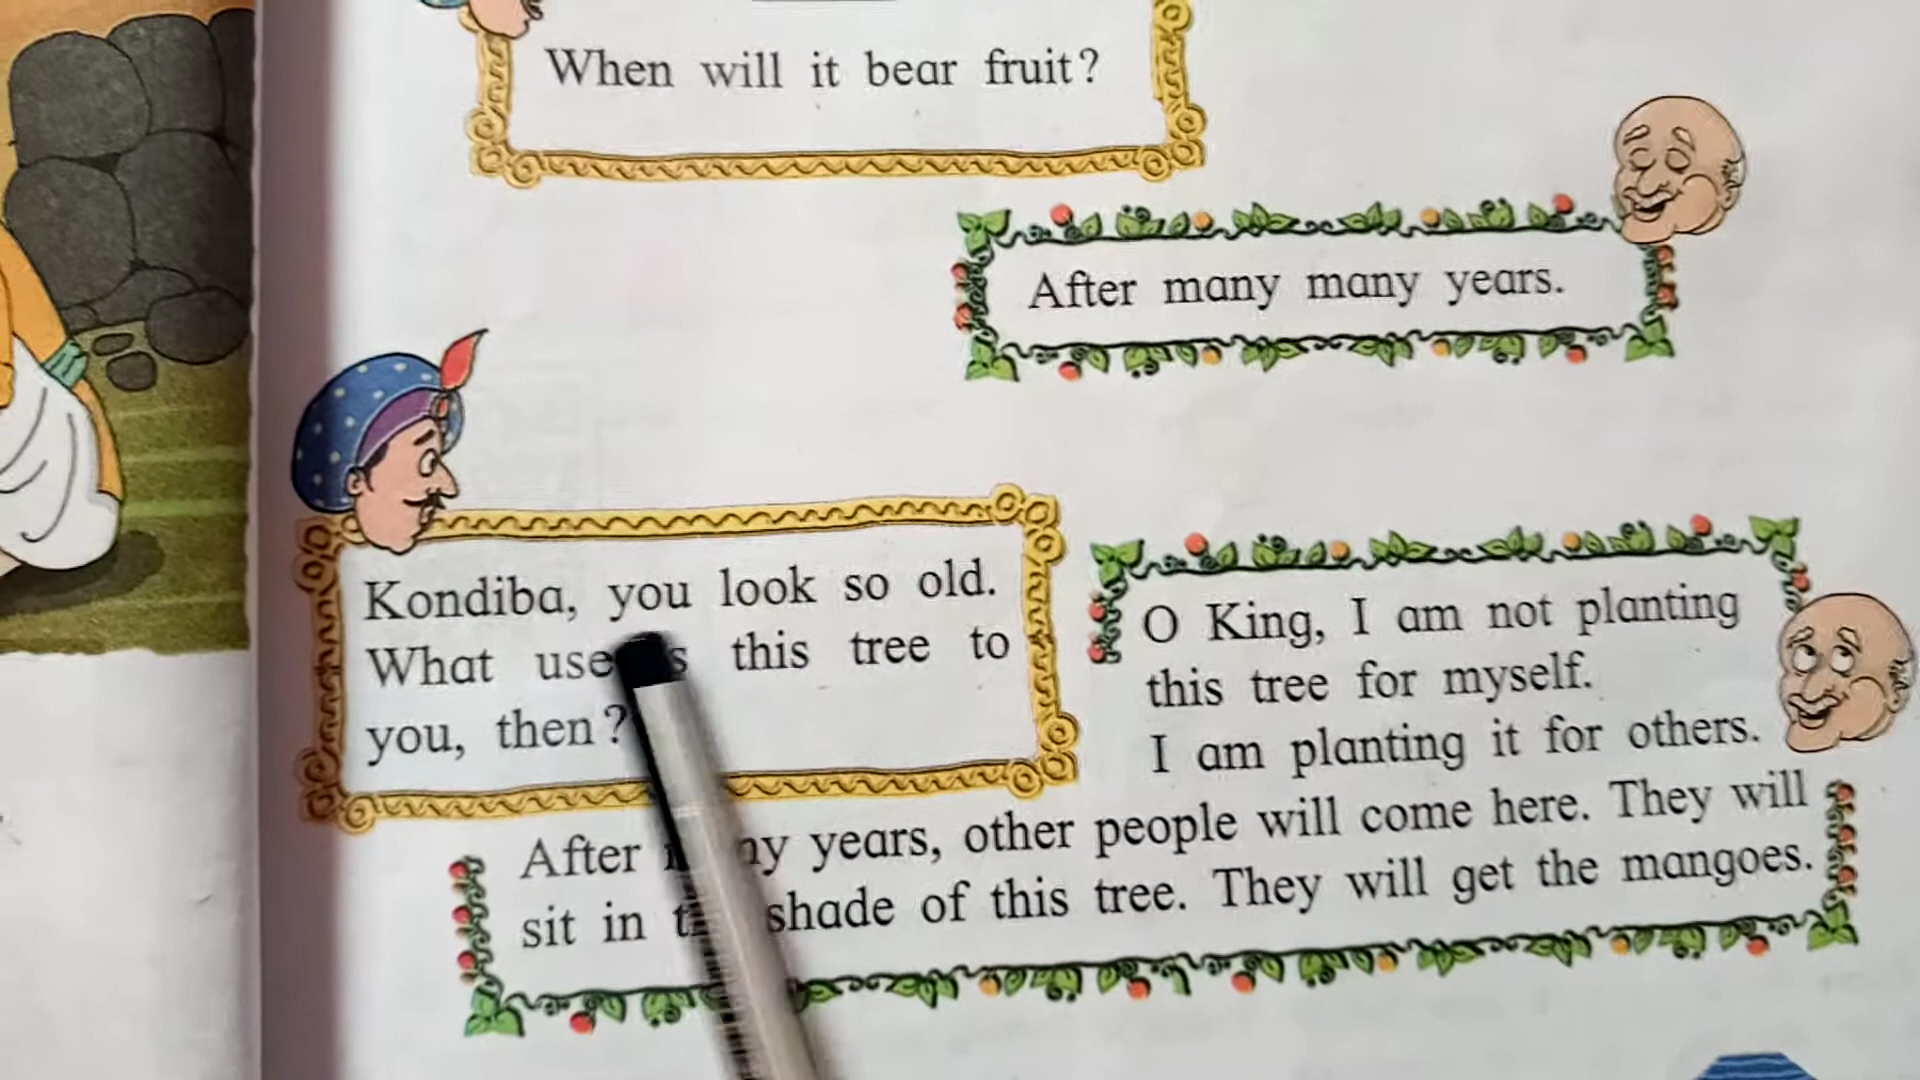 When will it bear fruit?
After many many years.
Kondiba, you look so old.
What use this tree to
you, then?
O King, I am not planting
this tree for myself.
I am planting it for others.
After years, other people will come here. They will
sit in shade of this tree. They will get the mangoes.